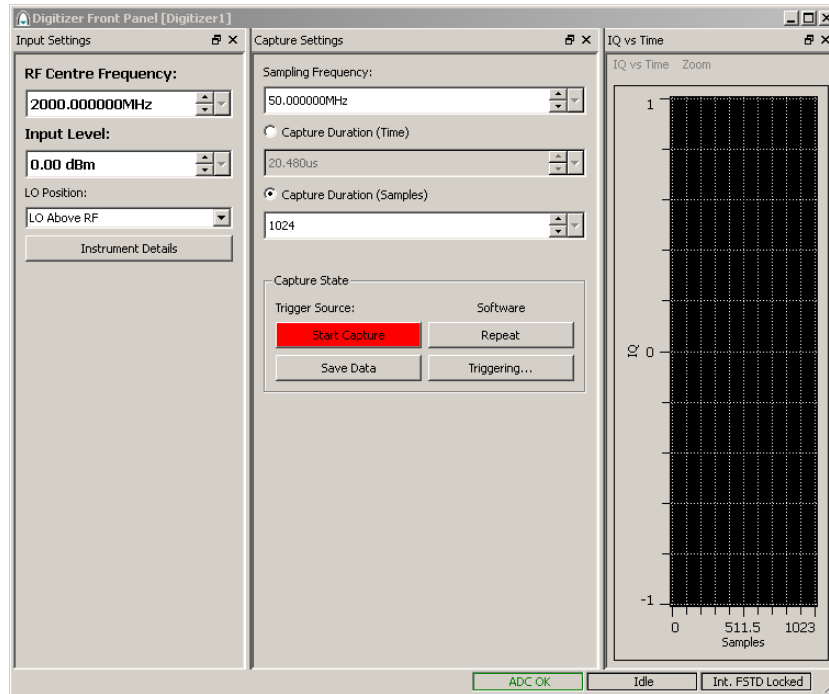 Digitizer Front Panel [Digitizer1]
Input Settings
RF Centre Frequency:
2000.000000MHz
Input Level:
0.00 dBm
LO Position:
LO Above RF
Instrument Details
Capture Settings
Sampling Frequency:
50.000000MHz
Capture Duration (Time)
20.480us
Capture Duration (Samples)
1024
Capture State
Trigger Source: Software
Start Capture Repeat
Save Data Triggering...
IQ vs Time
IQ vs Time Zoom
1
IQ 0
-1
0 511.5 1023
Samples
ADC OK Idle Int. FSTD Locked